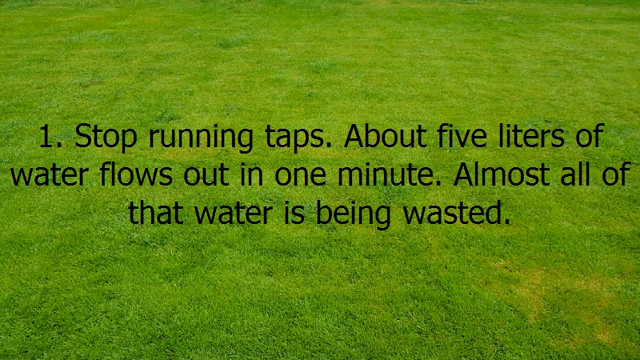 1. Stop running taps. About five liters of
water flows out in one minute. Almost all of
that water is being wasted.